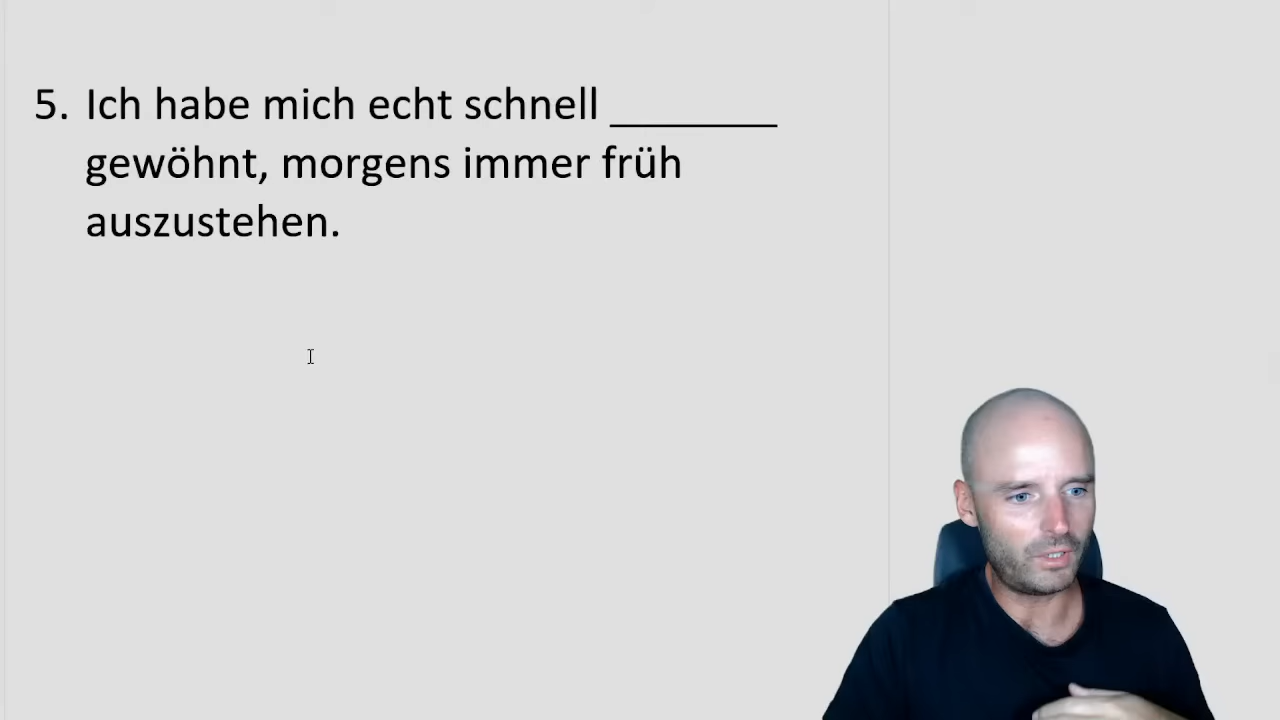 5. Ich habe mich echt schnell ________
gewöhnt, morgens immer früh
auszustehen.